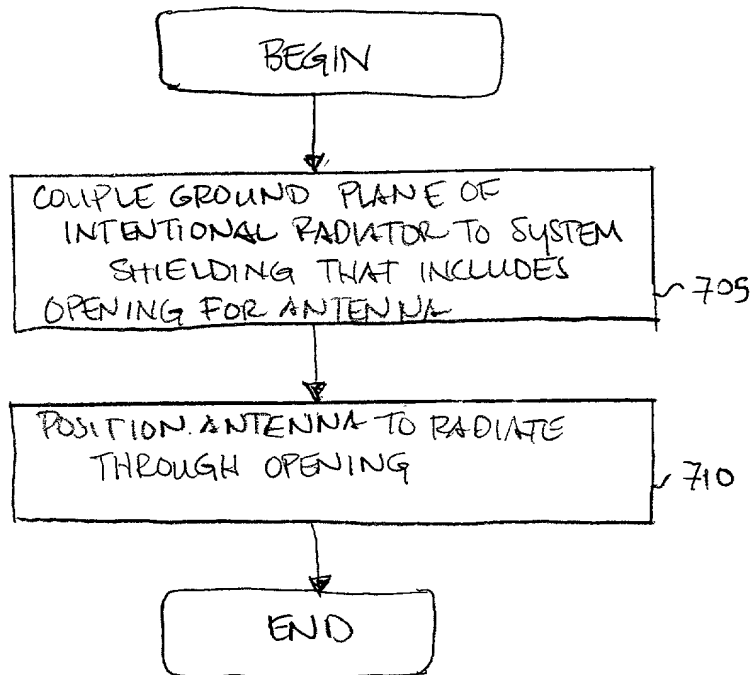 BEGIN
COUPLE GROUND PLANE OF
INTENTIONAL RADIATOR TO SYSTEM
SHIELDING THAT INCLUDES
OPENING FOR ANTENNA
705
POSITION ANTENNA TO RADIATE
THROUGH OPENING
710
END